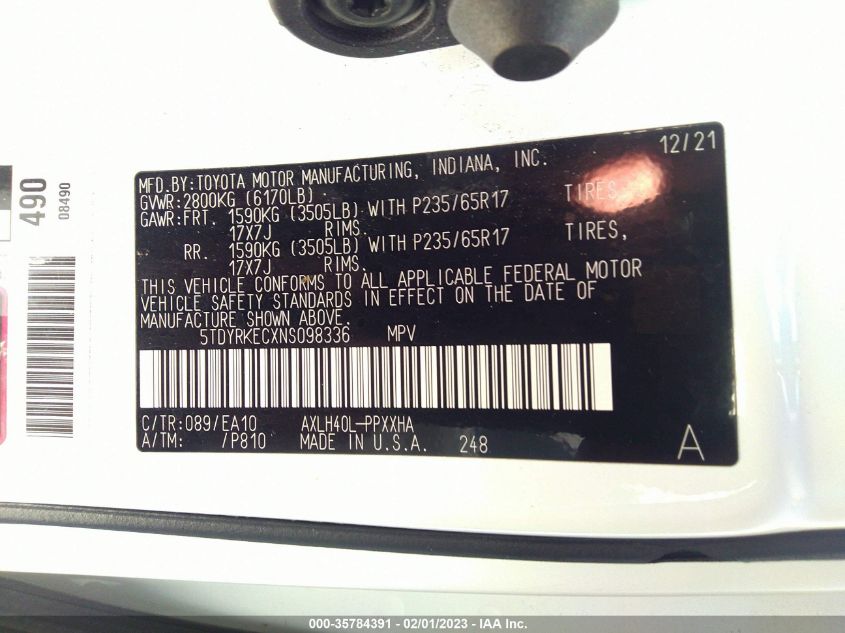 12/21
MFD.BY:TOYOTA MOTOR MANUFACTURING, INDIANA, INC.
GVWR:2800KG (6170LB)
GAWR:FRT. 1590KG (3505LB) WITH P235/65R17 TIRES,
17X7J RIMS.
RR. 1590KG (3505LB) WITH P235/65R17 TIRES,
17X7J RIMS.
THIS VEHICLE CONFORMS TO ALL APPLICABLE FEDERAL MOTOR
VEHICLE SAFETY STANDARDS IN EFFECT ON THE DATE OF
MANUFACTURE SHOWN ABOVE.
5TDYRKECXNS098336 MPV
C/TR:089/EA10 AXLH40L-PPXXHA
A/TM: /P810 MADE IN U.S.A. 248
A
490
08490
000-35784391 - 02/01/2023 - IAA Inc.